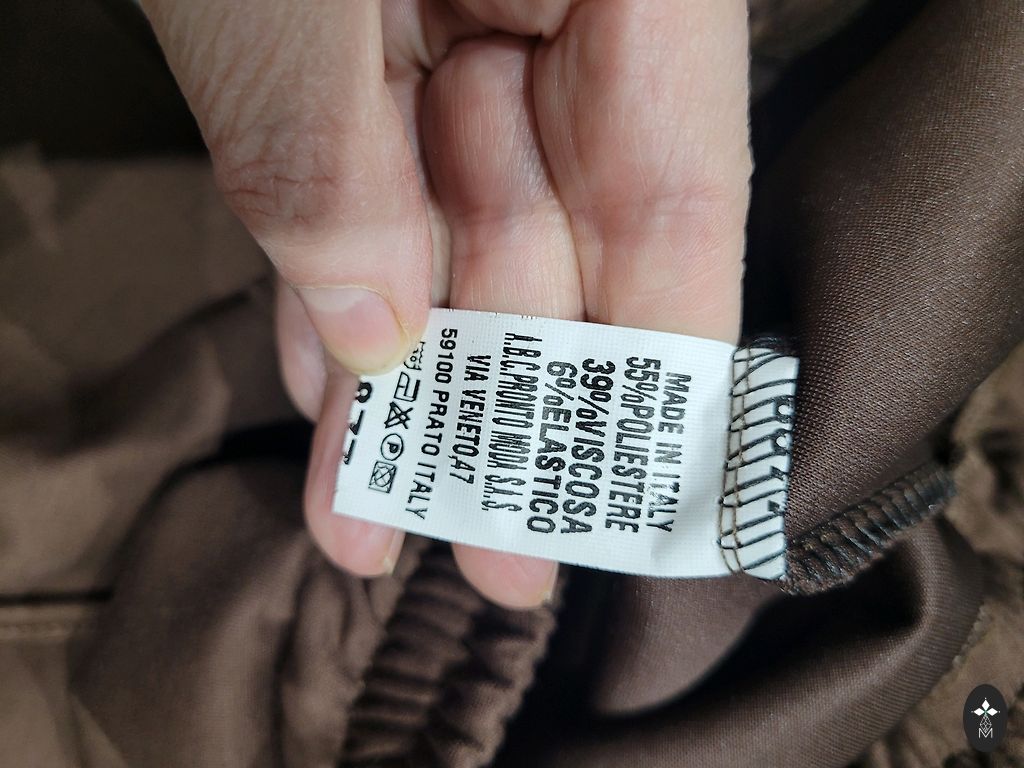 MADE IN ITALY
55%POLIESTERE
39%VISCOSA
6%ELASTICO
A.B.C.PRONTO MODA S.A.S.
VIA VENETO,47
59100 PRATO ITALY
P